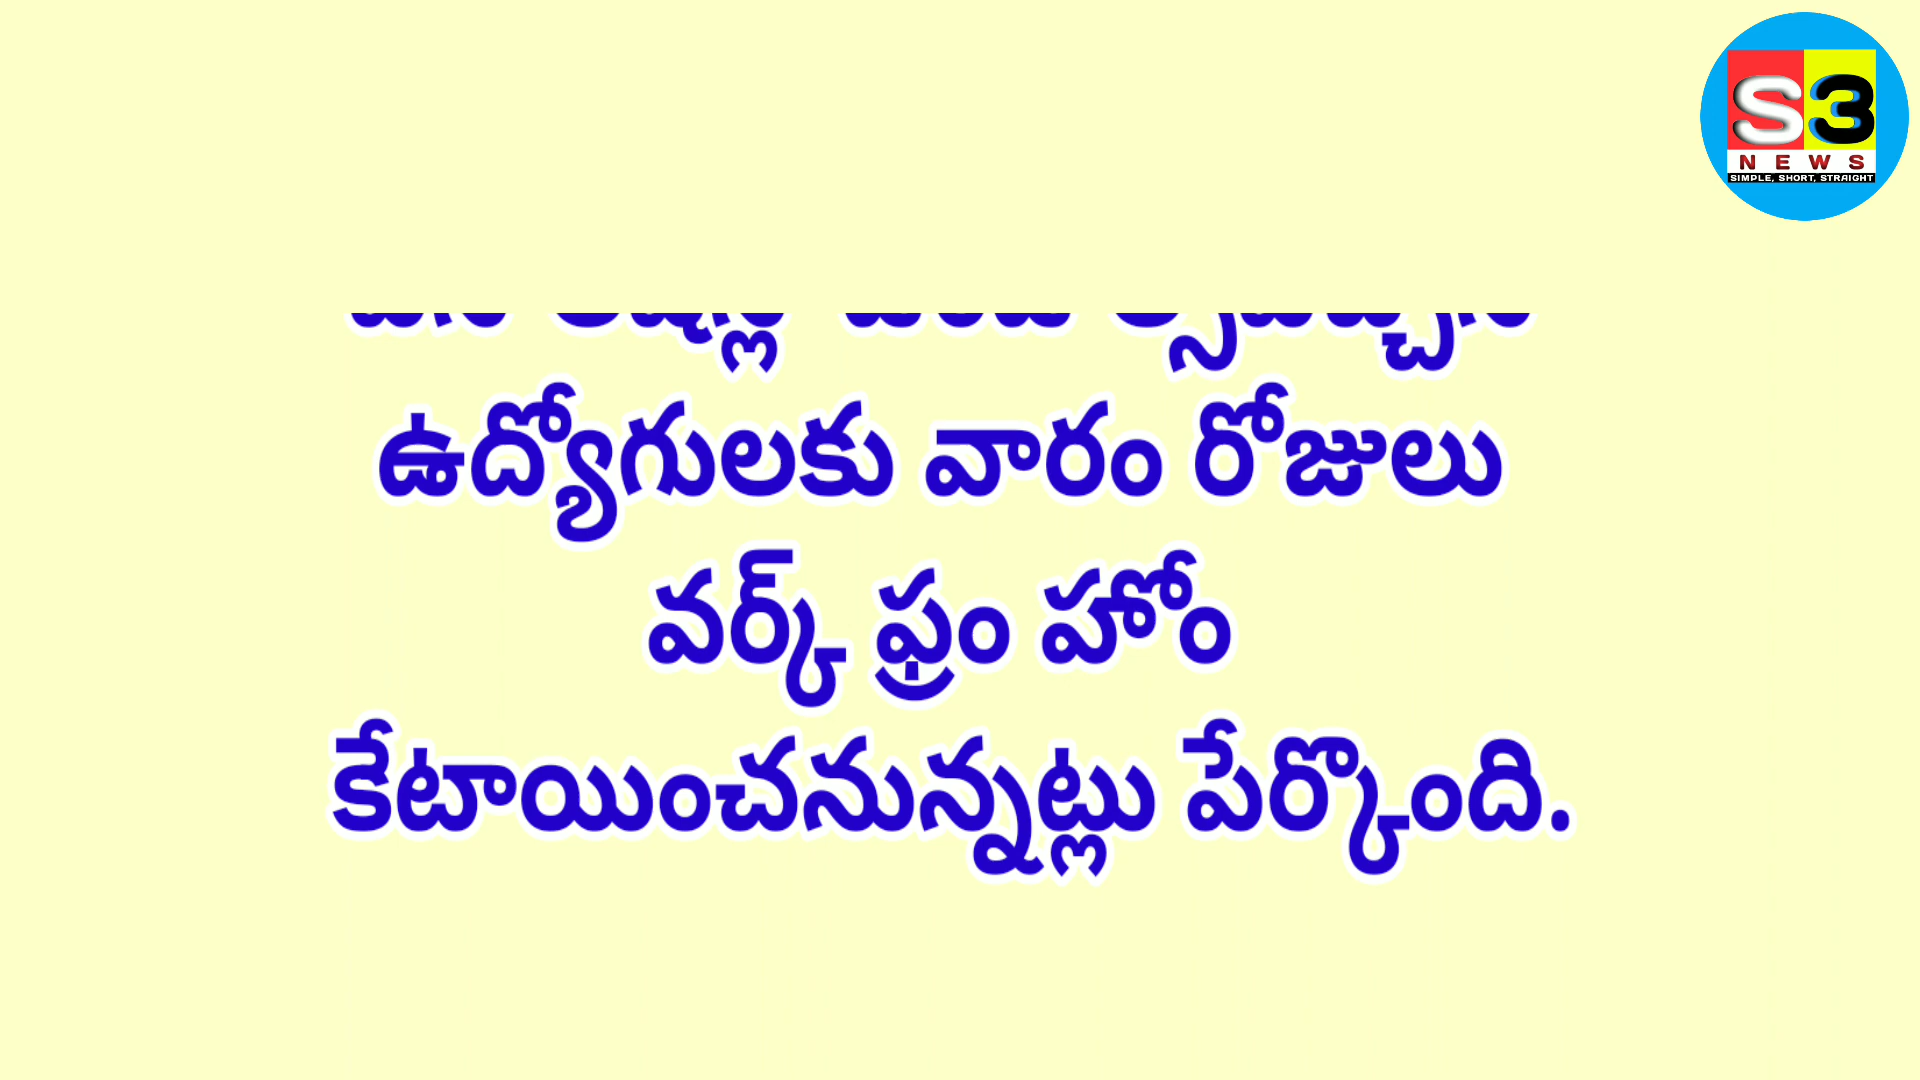 S3
NEWS
SIMPLE, SHORT, STRAIGHT
ఉద్యోగులకు వారం రోజులు
వర్క్ ఫ్రం హోం
కేటాయించనున్నట్లు పేర్కొంది.